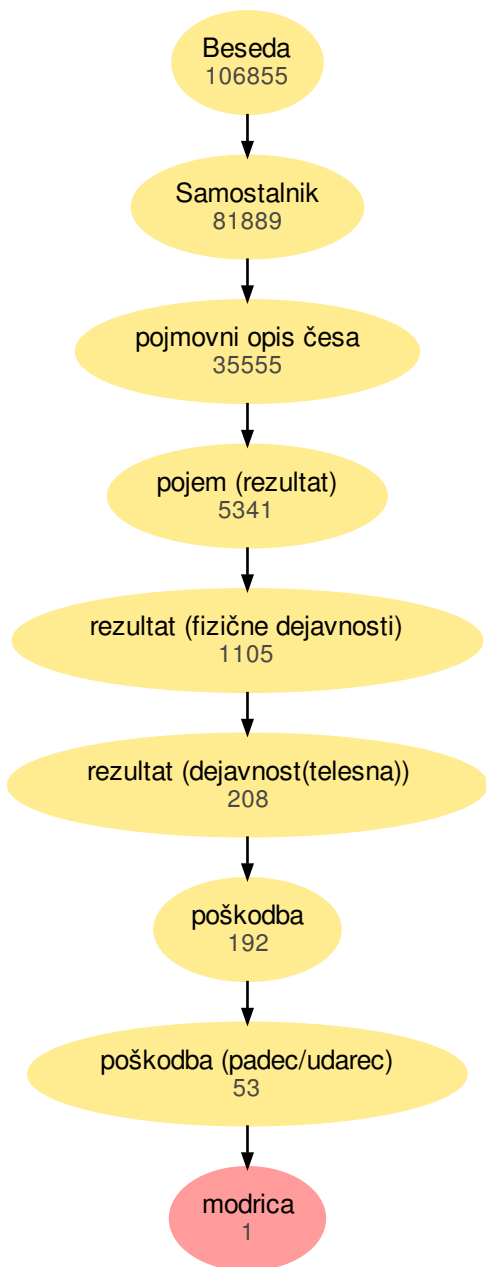 Beseda
106855
Samostalnik
81889
pojmovni opis česa
35555
pojem (rezultat)
5341
rezultat (fizične dejavnosti)
1105
rezultat (dejavnost(telesna))
208
poškodba
192
poškodba (padec/udarec)
53
modrica
1